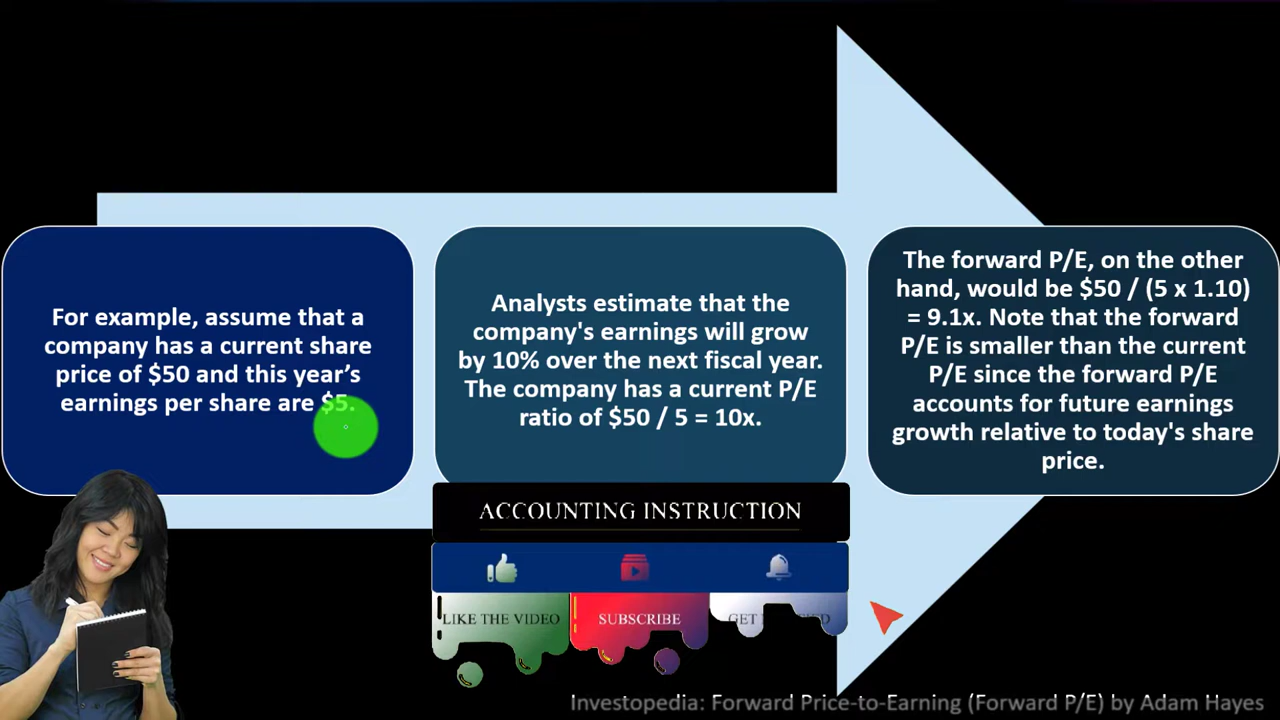 For example, assume that a
company has a current share
price of $50 and this year’s
earnings per share are $5.
Analysts estimate that the
company's earnings will grow
by 10% over the next fiscal year.
The company has a current P/E
ratio of $50 / 5 = 10x.
The forward P/E, on the other
hand, would be $50 / (5 x 1.10)
= 9.1x. Note that the forward
P/E is smaller than the current
P/E since the forward P/E
accounts for future earnings
growth relative to today's share
price.
ACCOUNTING INSTRUCTION
LIKE THE VIDEO
SUBSCRIBE
GET
Investopedia: Forward Price-to-Earning (Forward P/E) by Adam Hayes